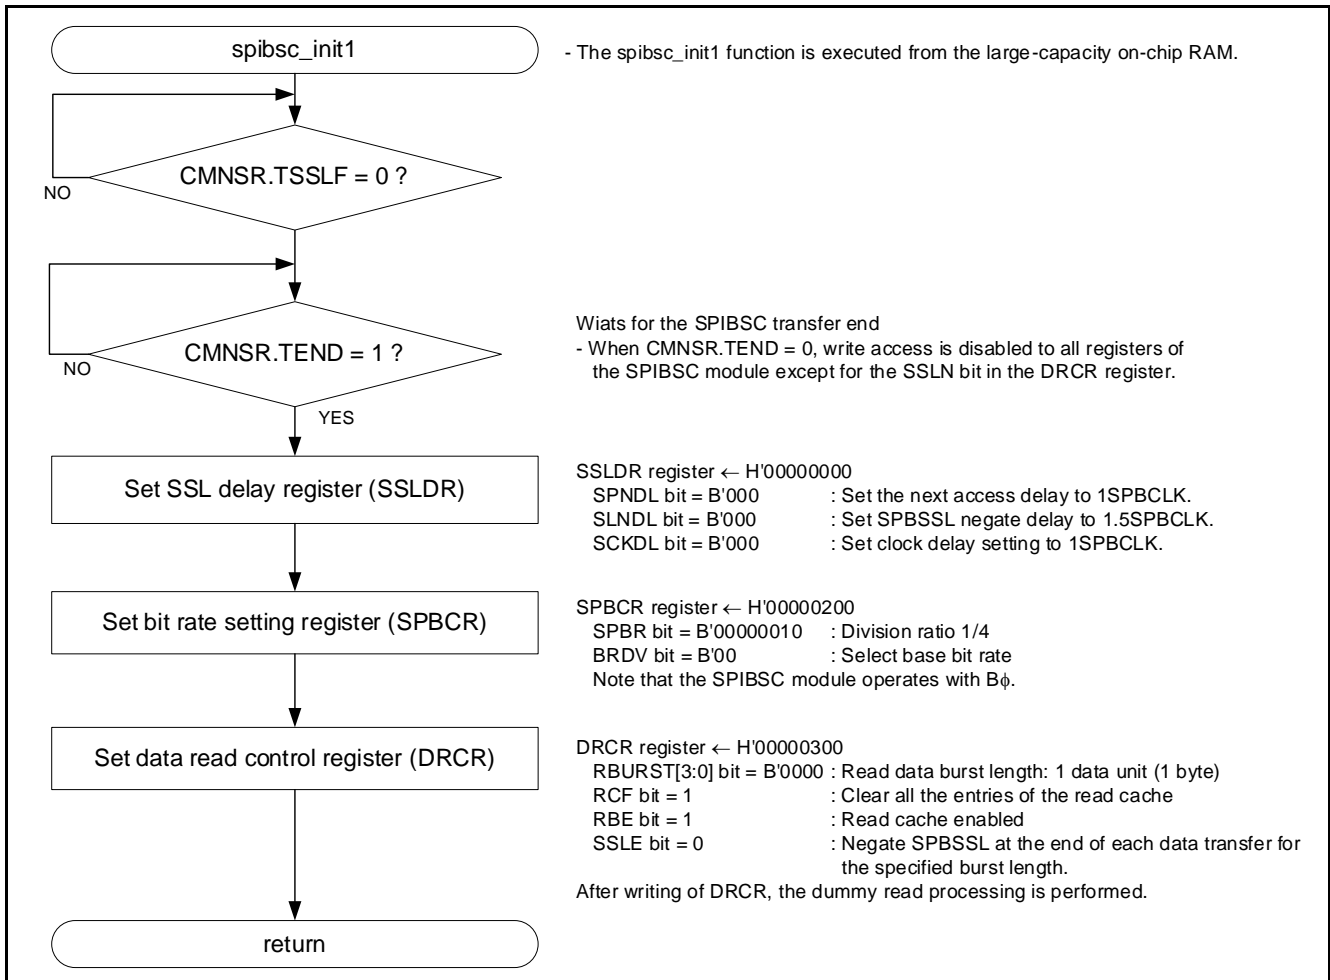 spibsc_init1
- The spibsc_init1 function is executed from the large-capacity on-chip RAM.
CMNSR.TSSLF = 0 ?
NO
CMNSR.TEND = 1 ?
NO
YES
Wiats for the SPIBSC transfer end
- When CMNSR.TEND = 0, write access is disabled to all registers of
the SPIBSC module except for the SSLN bit in the DRCR register.
Set SSL delay register (SSLDR)
SSLDR register ← H'00000000
SPNDL bit = B'000 : Set the next access delay to 1SPBCLK.
SLNDL bit = B'000 : Set SPBSSL negate delay to 1.5SPBCLK.
SCKDL bit = B'000 : Set clock delay setting to 1SPBCLK.
Set bit rate setting register (SPBCR)
SPBCR register ← H'00000200
SPBR bit = B'00000010 : Division ratio 1/4
BRDV bit = B'00 : Select base bit rate
Note that the SPIBSC module operates with Bϕ.
Set data read control register (DRCR)
DRCR register ← H'00000300
RBURST[3:0] bit = B'0000 : Read data burst length: 1 data unit (1 byte)
RCF bit = 1 : Clear all the entries of the read cache
RBE bit = 1 : Read cache enabled
SSLE bit = 0 : Negate SPBSSL at the end of each data transfer for
the specified burst length.
After writing of DRCR, the dummy read processing is performed.
return